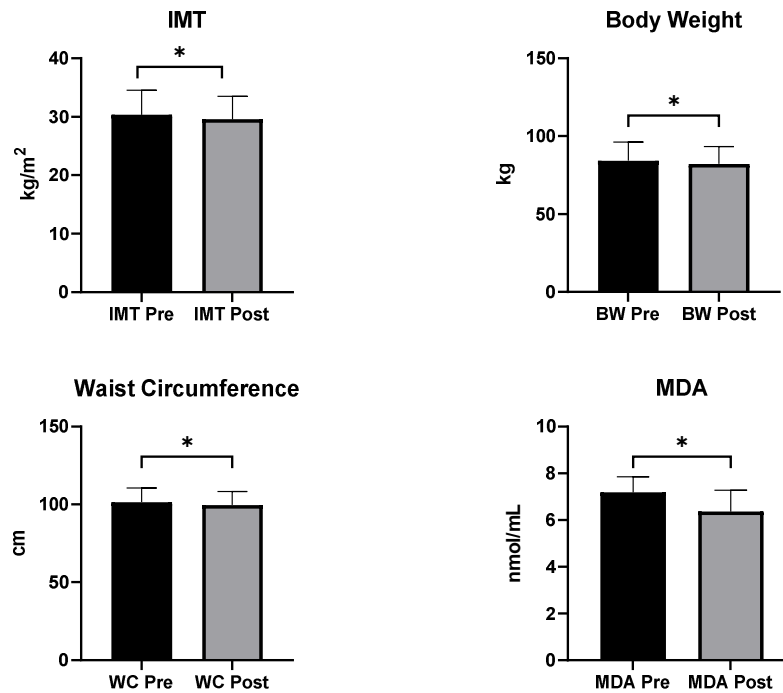 IMT
40
30
20
10
0
kg/m²
*
IMT Pre IMT Post
Body Weight
150
100
50
0
kg
*
BW Pre BW Post
Waist Circumference
150
100
50
0
cm
*
WC Pre WC Post
MDA
10
8
6
4
2
0
nmol/mL
*
MDA Pre MDA Post